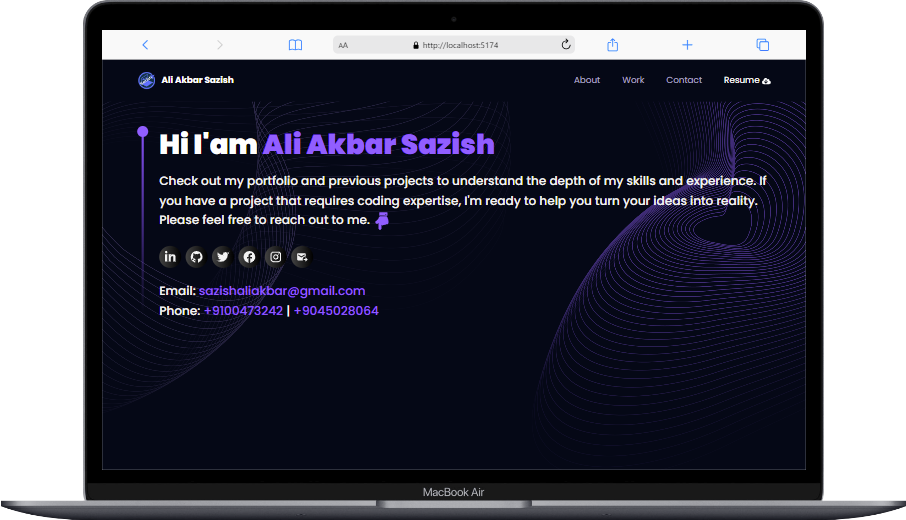 AA
http://localhost:5174
Ali Akbar Sazish
About
Work
Contact
Resume
Hi I'am Ali Akbar Sazish
Check out my portfolio and previous projects to understand the depth of my skills and experience. If
you have a project that requires coding expertise, I'm ready to help you turn your ideas into reality.
Please feel free to reach out to me.
in
Email: sazishaliakbar@gmail.com
Phone: +9100473242 | +9045028064
MacBook Air